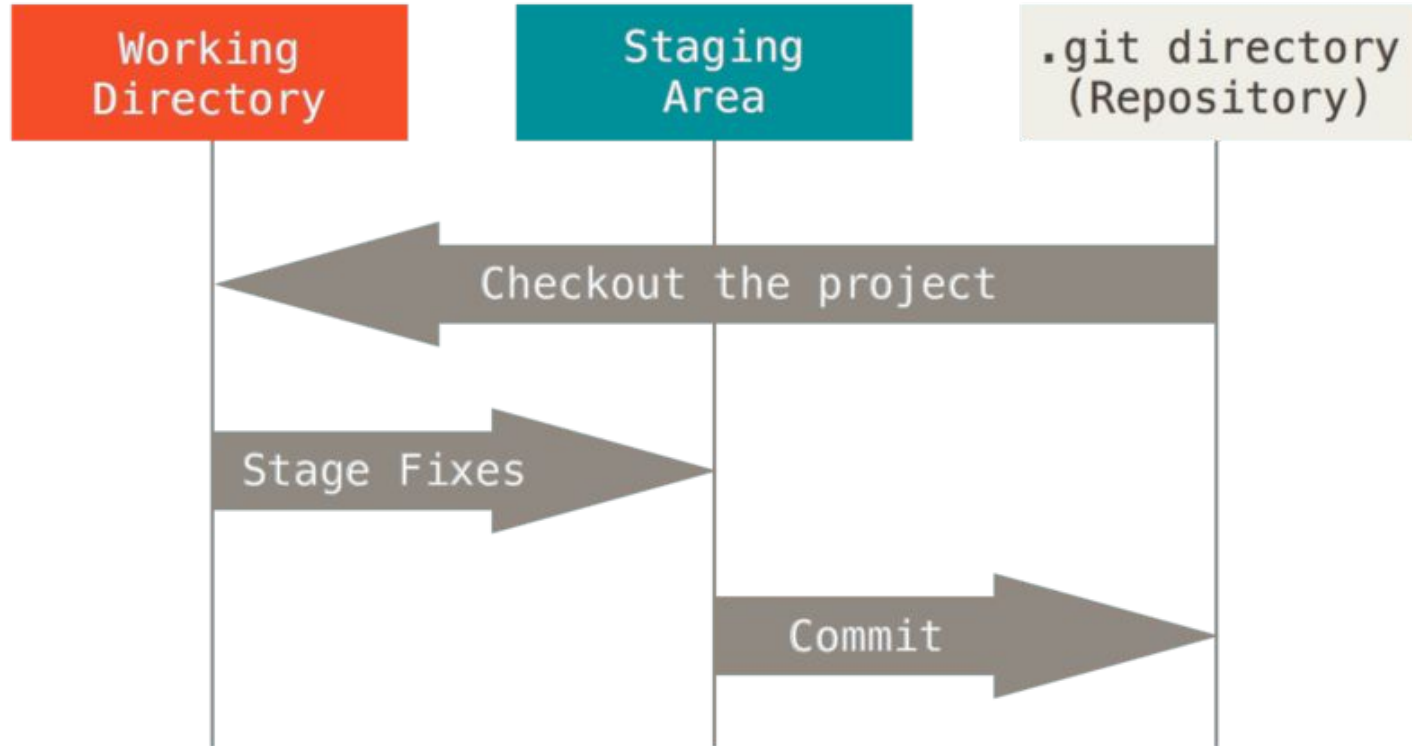 Working
Directory
Staging
Area
.git directory
(Repository)
Checkout the project
Stage Fixes
Commit